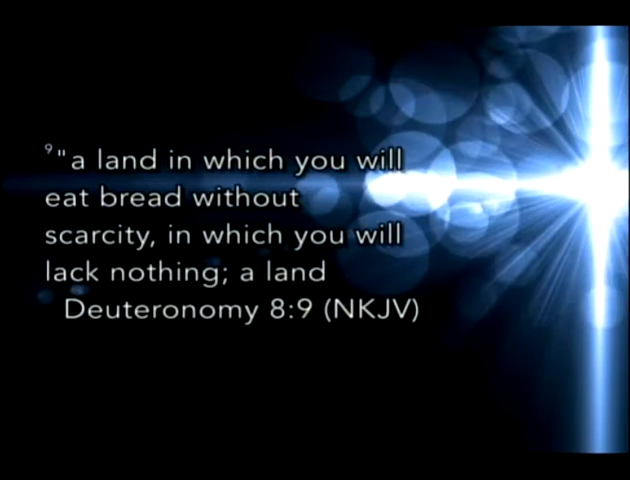 9 "a land in which you will
eat bread without
scarcity, in which you will
lack nothing; a land
Deuteronomy 8:9 (NKJV)